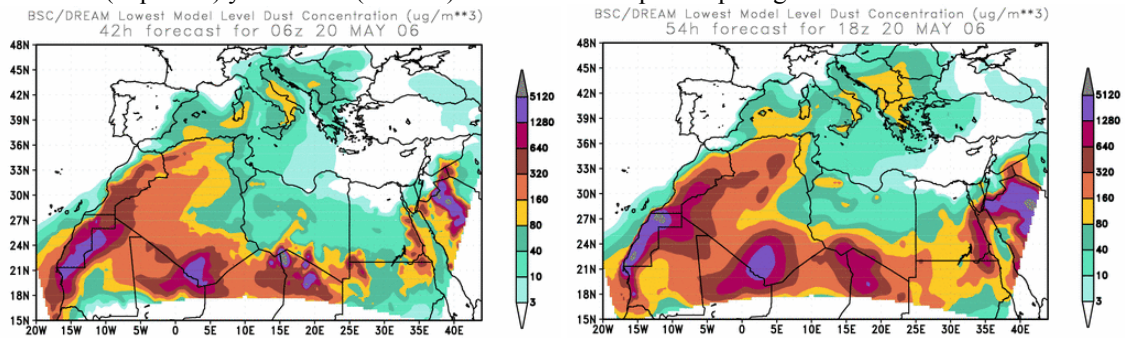 BSC/DREAM Lowest Model Level Dust Concentration (ug/m**3)
42h forecast for 06z 20 MAY 06
48N
45N
42N
39N
36N
33N
30N
27N
24N
21N
18N
15N
20W 15W 10W 5W 0 5E 10E 15E 20E 25E 30E 35E 40E
5120
1280
640
320
160
80
40
10
3
BSC/DREAM Lowest Model Level Dust Concentration (ug/m**3)
54h forecast for 18z 20 MAY 06
48N
45N
42N
39N
36N
33N
30N
27N
24N
21N
18N
15N
20W 15W 10W 5W 0 5E 10E 15E 20E 25E 30E 35E 40E
5120
1280
640
320
160
80
40
10
3